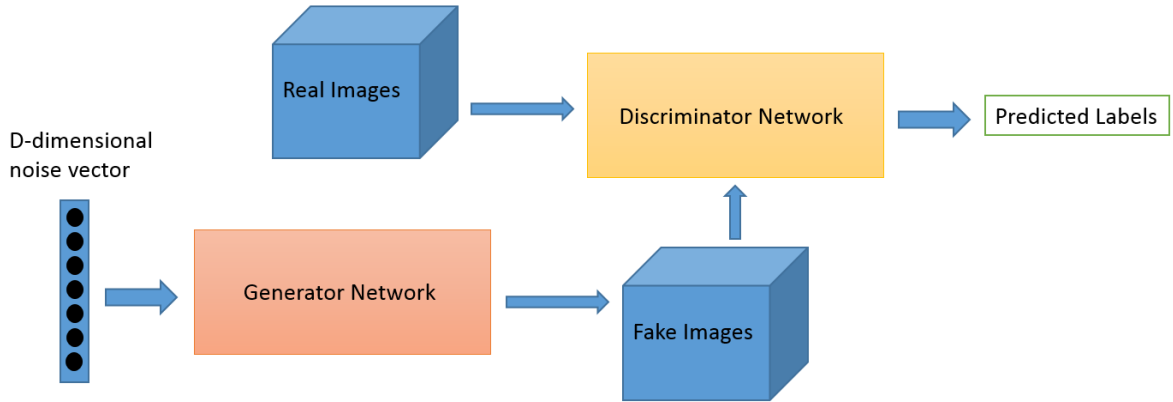 Real Images
Discriminator Network
Predicted Labels
D-dimensional
noise vector
Generator Network
Fake Images